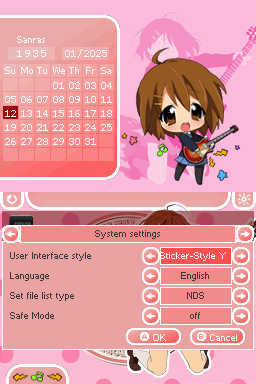 Sanras
1935 01/2025
Su Mo Tu We Th Fr Sa
01 02 03 04
05 06 07 08 09 10 11
12 13 14 15 16 17 18
19 20 21 22 23 24 25
26 27 28 29 30 31
System settings
User Interface style Sticker-Style Y
Language English
Set file list type NDS
Safe Mode off
A OK B Cancel